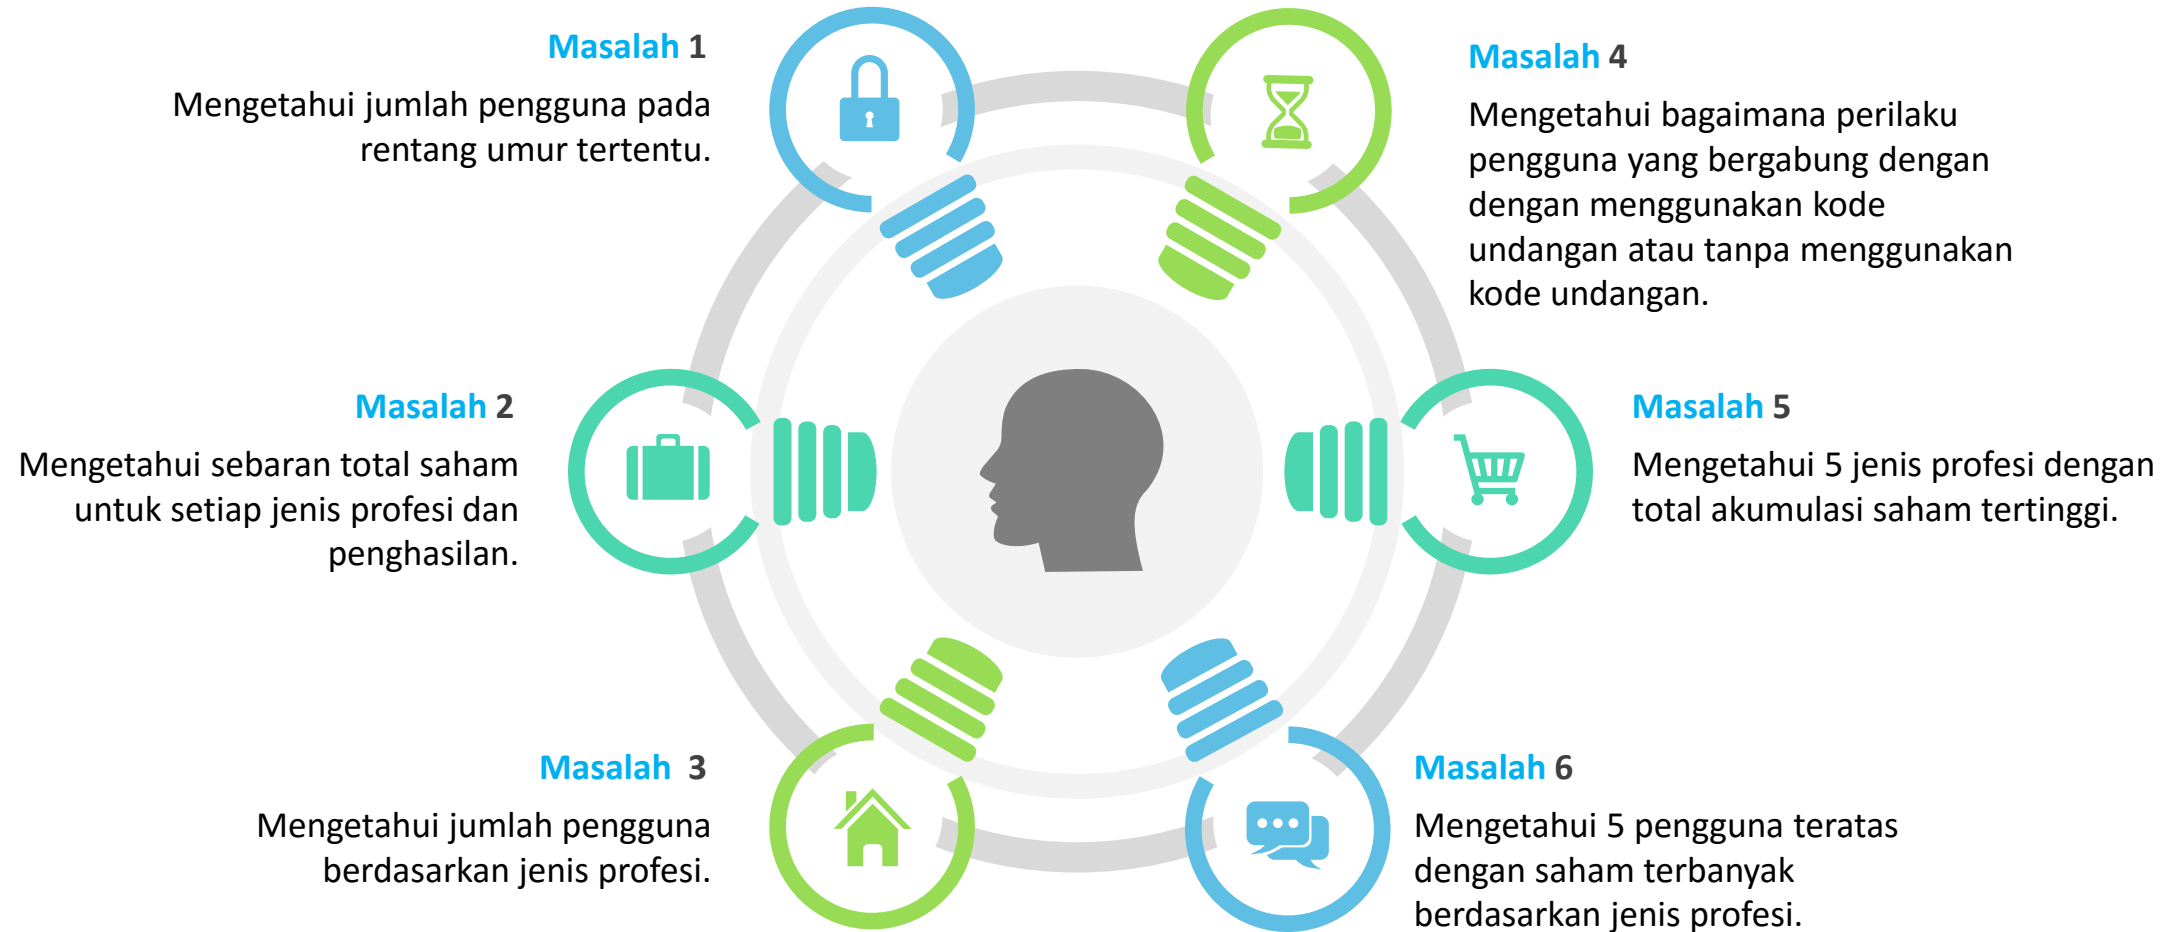 Masalah 1
Mengetahui jumlah pengguna pada
rentang umur tertentu.
Masalah 2
Mengetahui sebaran total saham
untuk setiap jenis profesi dan
penghasilan.
Masalah 3
Mengetahui jumlah pengguna
berdasarkan jenis profesi.
Masalah 4
Mengetahui bagaimana perilaku
pengguna yang bergabung dengan
dengan menggunakan kode
undangan atau tanpa menggunakan
kode undangan.
Masalah 5
Mengetahui 5 jenis profesi dengan
total akumulasi saham tertinggi.
Masalah 6
Mengetahui 5 pengguna teratas
dengan saham terbanyak
berdasarkan jenis profesi.